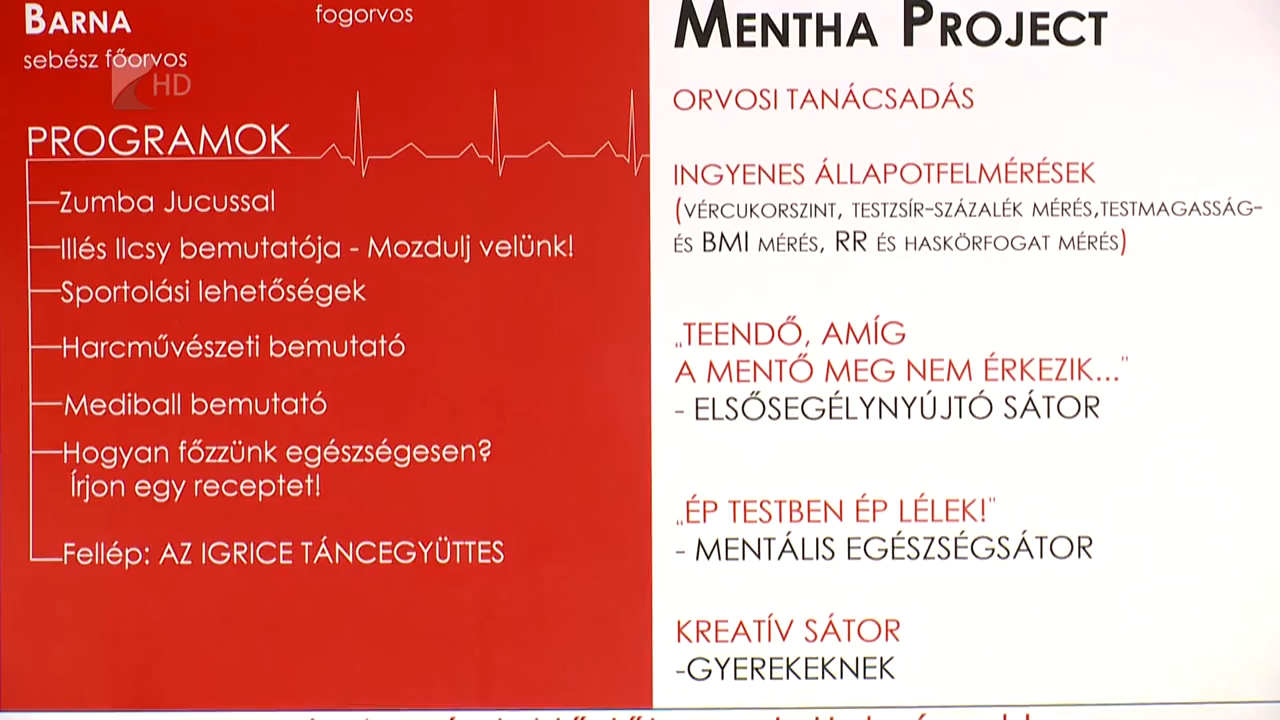 BARNA
sebész főorvos
fogorvos
HD
PROGRAMOK
Zumba Jucussal
Illés Ilcsy bemutatója - Mozdulj velünk!
Sportolási lehetőségek
Harcművészeti bemutató
Mediball bemutató
Hogyan főzzünk egészségesen?
Írjon egy receptet!
Fellép: AZ IGRICE TÁNCEGYÜTTES
MENTHA PROJECT
ORVOSI TANÁCSADÁS
INGYENES ÁLLAPOTFELMÉRÉSEK
(VÉRCUKORSZINT, TESTZSÍR-SZÁZALÉK MÉRÉS,TESTMAGASSÁG-
ÉS BMI MÉRÉS, RR ÉS HASKÖRFOGAT MÉRÉS)
„TEENDŐ, AMÍG
A MENTŐ MEG NEM ÉRKEZIK..."
- ELSŐSEGÉLYNYÚJTÓ SÁTOR
„ÉP TESTBEN ÉP LÉLEK!"
- MENTÁLIS EGÉSZSÉGSÁTOR
KREATÍV SÁTOR
-GYEREKEKNEK